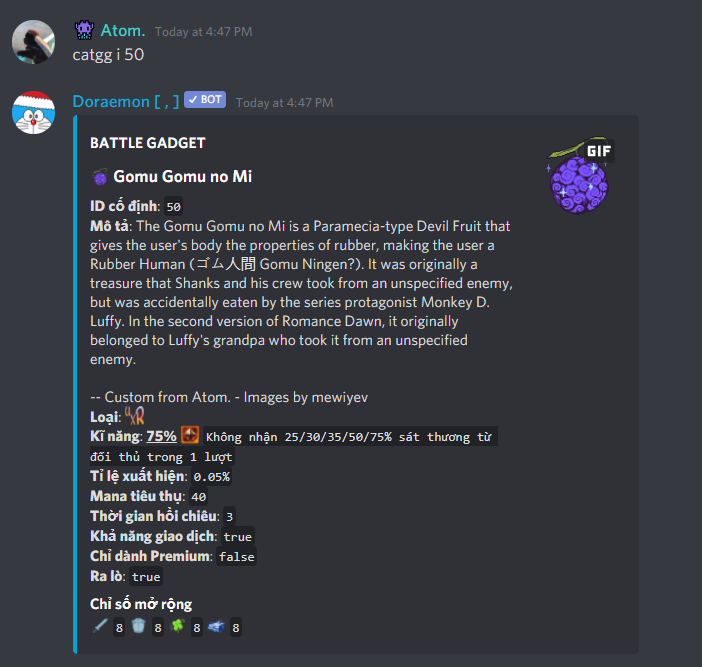 Atom. Today at 4:47 PM
catgg i 50
Doraemon [ , ] ✓ BOT Today at 4:47 PM
BATTLE GADGET
GIF
Gomu Gomu no Mi
ID cố định: 50
Mô tả: The Gomu Gomu no Mi is a Paramecia-type Devil Fruit that
gives the user's body the properties of rubber, making the user a
Rubber Human (ゴム人間 Gomu Ningen?). It was originally a
treasure that Shanks and his crew took from an unspecified enemy,
but was accidentally eaten by the series protagonist Monkey D.
Luffy. In the second version of Romance Dawn, it originally
belonged to Luffy's grandpa who took it from an unspecified
enemy.
-- Custom from Atom. - Images by mewiyev
Loại: UR
Kĩ năng: 75% Không nhận 25/30/35/50/75% sát thương từ
đối thủ trong 1 lượt
Tỉ lệ xuất hiện: 0.05%
Mana tiêu thụ: 40
Thời gian hồi chiêu: 3
Khả năng giao dịch: true
Chỉ dành Premium: false
Ra lò: true
Chỉ số mở rộng
8 8 8 8